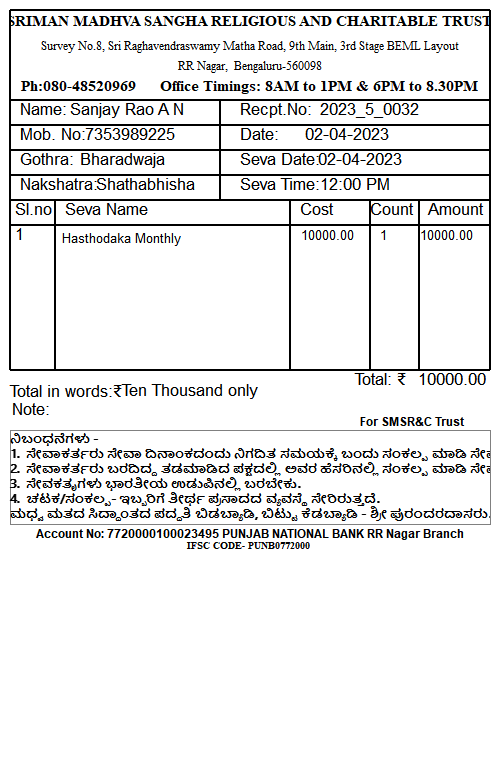 SRIMAN MADHVA SANGHA RELIGIOUS AND CHARITABLE TRUST
Survey No.8, Sri Raghavendraswamy Matha Road, 9th Main, 3rd Stage BEML Layout
RR Nagar, Bengaluru-560098
Ph:080-48520969 Office Timings: 8AM to 1PM & 6PM to 8.30PM
Name: Sanjay Rao A N Recpt.No: 2023_5_0032
Mob. No:7353989225 Date: 02-04-2023
Gothra: Bharadwaja Seva Date:02-04-2023
Nakshatra:Shathabhisha Seva Time:12:00 PM
Sl.no Seva Name Cost Count Amount
1 Hasthodaka Monthly 10000.00 1 10000.00
Total: ₹ 10000.00
Total in words:₹Ten Thousand only
Note:
For SMSR&C Trust
ನಿಬಂಧನೆಗಳು -
1. ಸೇವಾಕರ್ತರು ಸೇವಾ ದಿನಾಂಕದಂದು ನಿಗದಿತ ಸಮಯಕ್ಕೆ ಬಂದು ಸಂಕಲ್ಪ ಮಾಡಿ
2. ಸೇವಾಕರ್ತರು ಬರದಿದ್ದ ತಡಮಾಡಿದ ಪಕ್ಷದಲ್ಲಿ ಅವರ ಹೆಸರಿನಲ್ಲಿ ಸಂಕಲ್ಪ ಮಾಡಿ
3. ಸೇವಕತೃಗಳು ಭಾರತೀಯ ಉಡುಪಿನಲ್ಲಿ ಬರಬೇಕು.
4. ಚಟಕ/ಸಂಕಲ್ಪ- ಇಬ್ಬರಿಗೆ ತೀರ್ಥ ಪ್ರಸಾದದ ವ್ಯವಸ್ಥೆ ಸೇರಿರುತ್ತದೆ.
ಮಧ್ವ ಮತದ ಸಿದ್ಧಾಂತದ ಪದ್ಧತಿ ಬಿಡಬ್ಯಾಡಿ, ಬಿಟ್ಟು ಕೆಡಬ್ಯಾಡಿ - ಶ್ರೀ ಪುರಂದರದಾಸರು.
Account No: 7720000100023495 PUNJAB NATIONAL BANK RR Nagar Branch
IFSC CODE- PUNB0772000